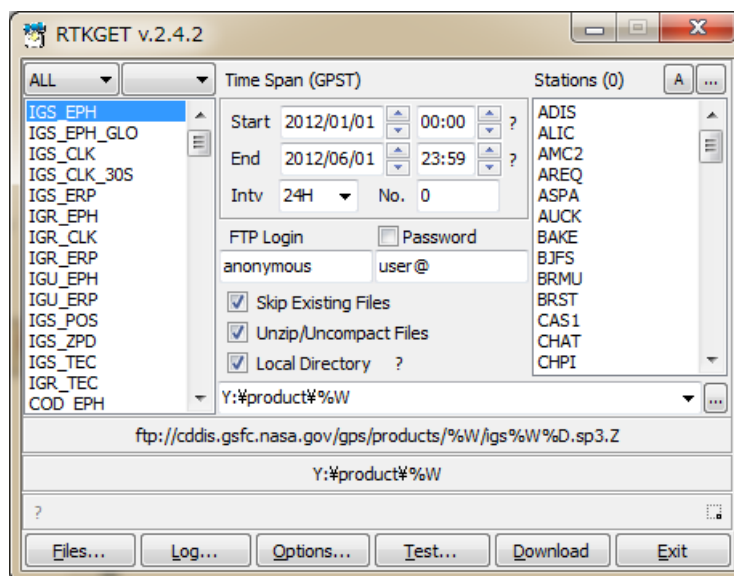 RTKGET v.2.4.2
ALL
Time Span (GPST)
Stations (0)
A
...
IGS_EPH
IGS_EPH_GLO
IGS_CLK
IGS_CLK_30S
IGS_ERP
IGR_EPH
IGR_CLK
IGR_ERP
IGU_EPH
IGU_ERP
IGS_POS
IGS_ZPD
IGS_TEC
IGR_TEC
COD_EPH
Start 2012/01/01 00:00 ?
End 2012/06/01 23:59 ?
Intv 24H No. 0
FTP Login Password
anonymous user@
Skip Existing Files
Unzip/Uncompact Files
Local Directory ?
ADIS
ALIC
AMC2
AREQ
ASPA
AUCK
BAKE
BJFS
BRMU
BRST
CAS1
CHAT
CHPI
Y:¥product¥%W ...
ftp://cddis.gsfc.nasa.gov/gps/products/%W/igs%W%D.sp3.Z
Y:¥product¥%W
?
Files... Log... Options... Test... Download Exit